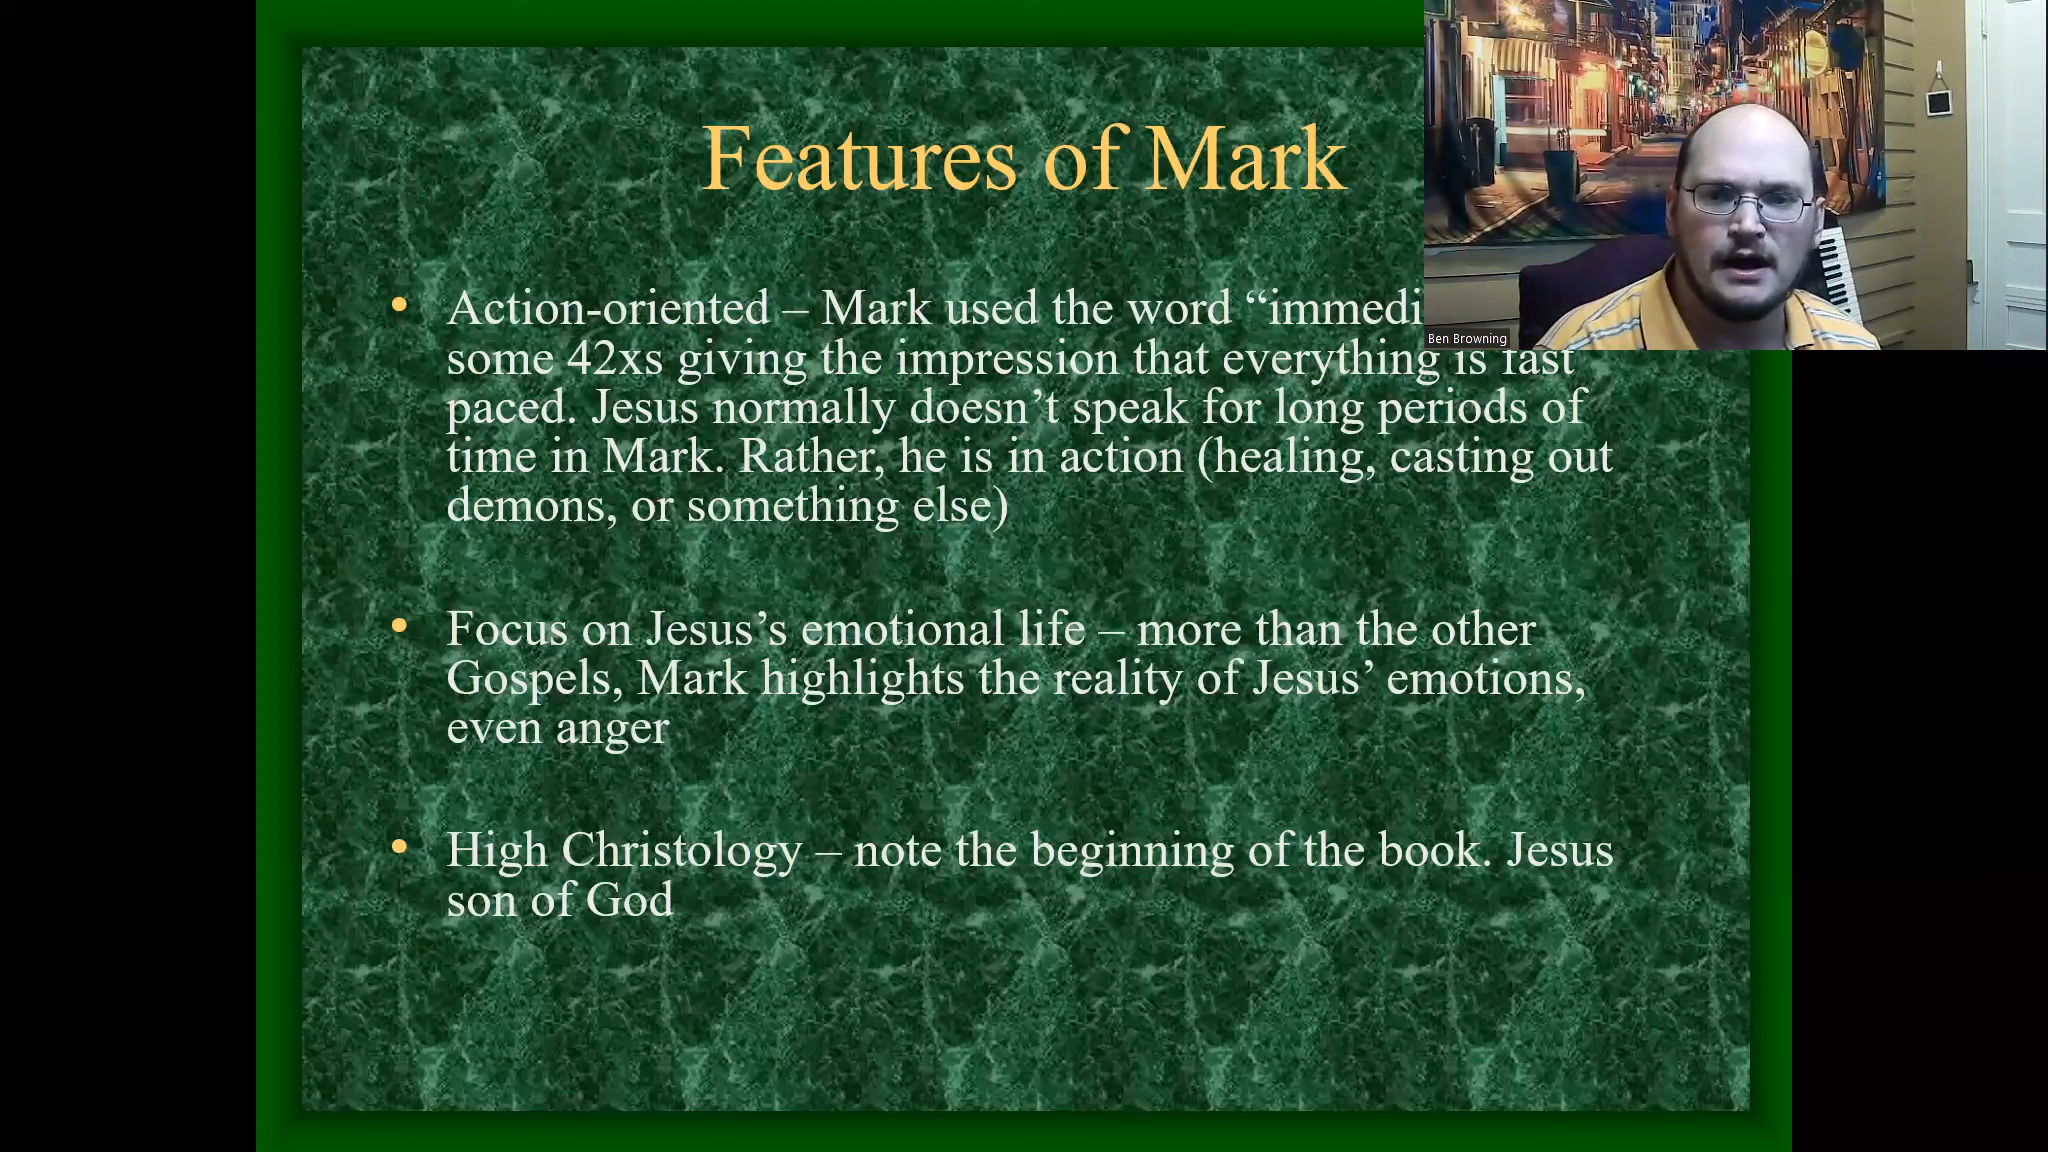 Features of Mark
• Action-oriented – Mark used the word “immedi
some 42xs giving the impression that everything is fast
paced. Jesus normally doesn’t speak for long periods of
time in Mark. Rather, he is in action (healing, casting out
demons, or something else)
• Focus on Jesus’s emotional life – more than the other
Gospels, Mark highlights the reality of Jesus’ emotions,
even anger
• High Christology – note the beginning of the book. Jesus
son of God
Ben Browning